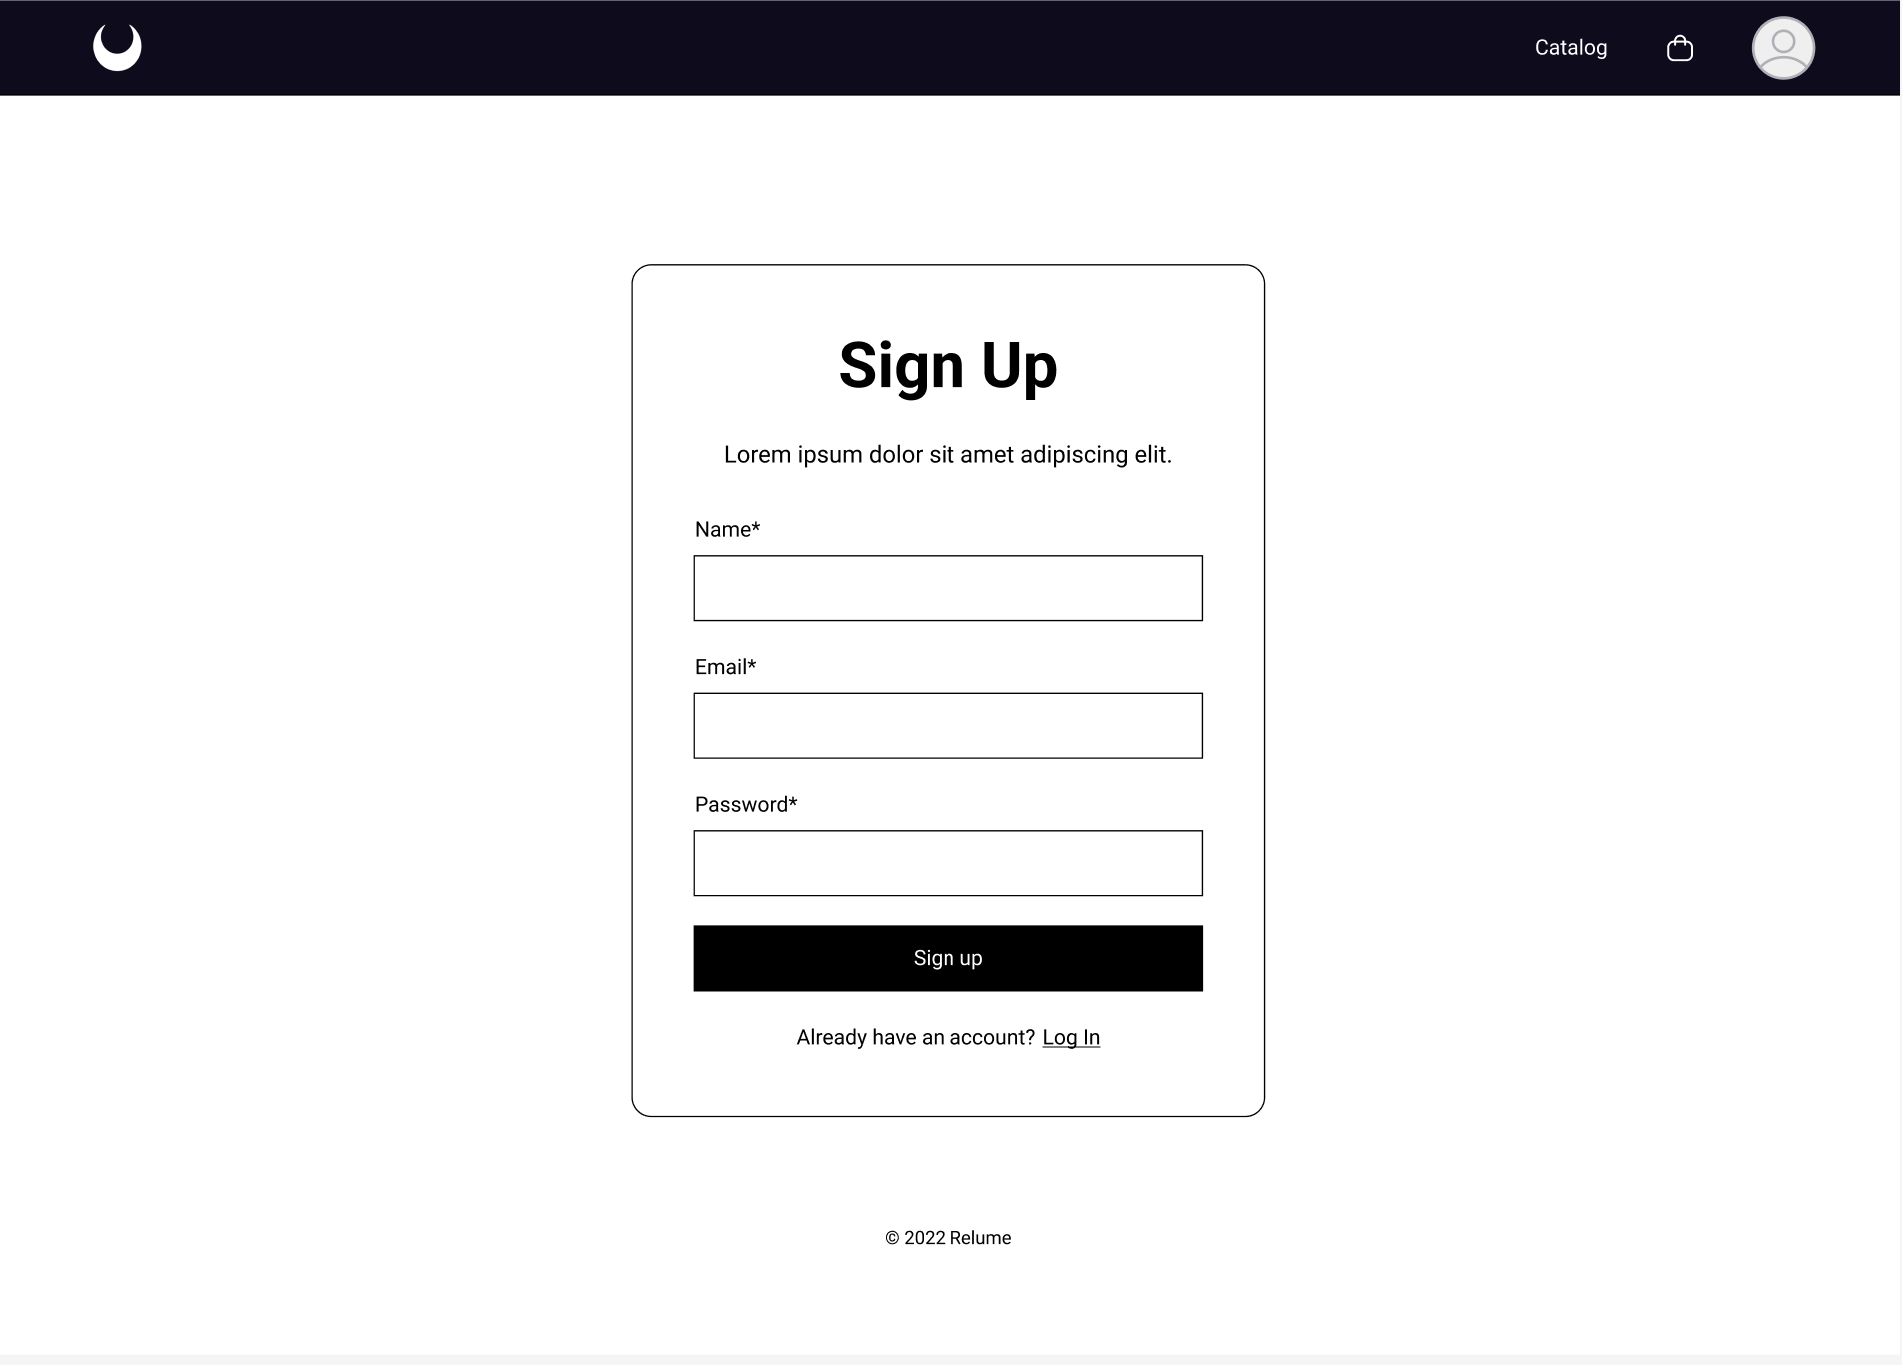 Catalog
Sign Up
Lorem ipsum dolor sit amet adipiscing elit.
Name*
Email*
Password*
Sign up
Already have an account? Log In
© 2022 Relume